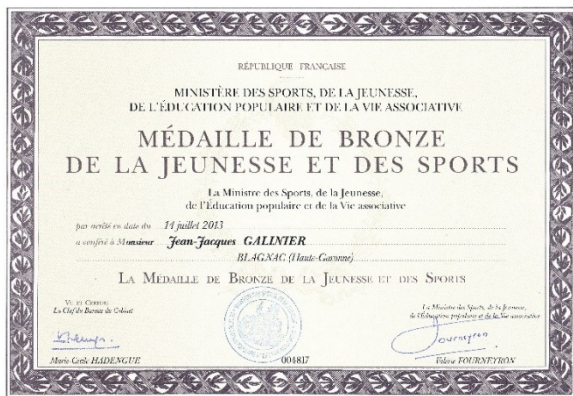 RÉPUBLIQUE FRANÇAISE
MINISTÈRE DES SPORTS, DE LA JEUNESSE,
DE L'ÉDUCATION POPULAIRE ET DE LA VIE ASSOCIATIVE
MÉDAILLE DE BRONZE
DE LA JEUNESSE ET DES SPORTS
La Ministre des Sports, de la Jeunesse,
de l'Éducation populaire et de la Vie associative
par arrêté en date du 14 juillet 2013
a conféré à Monsieur Jean-Jacques GALINIER
BLAGNAC (Haute-Garonne)
LA MÉDAILLE DE BRONZE DE LA JEUNESSE ET DES SPORTS
Vu et Certifié
Le Chef du Bureau du Cabinet
La Ministre des Sports, de la Jeunesse,
de l'Éducation populaire et de la Vie associative
Marie-Cécile HADENGUE
004817
Valérie FOURNEYRON